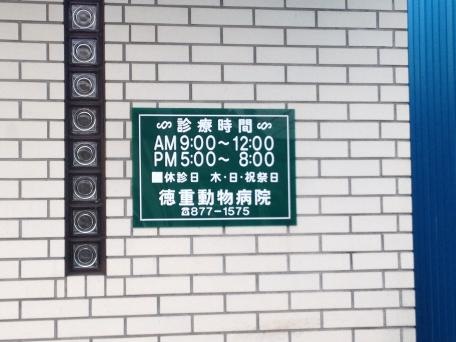 診療時間
AM 9:00～12:00
PM 5:00～ 8:00
■休診日 木・日・祝祭日
徳重動物病院
☎877-1575